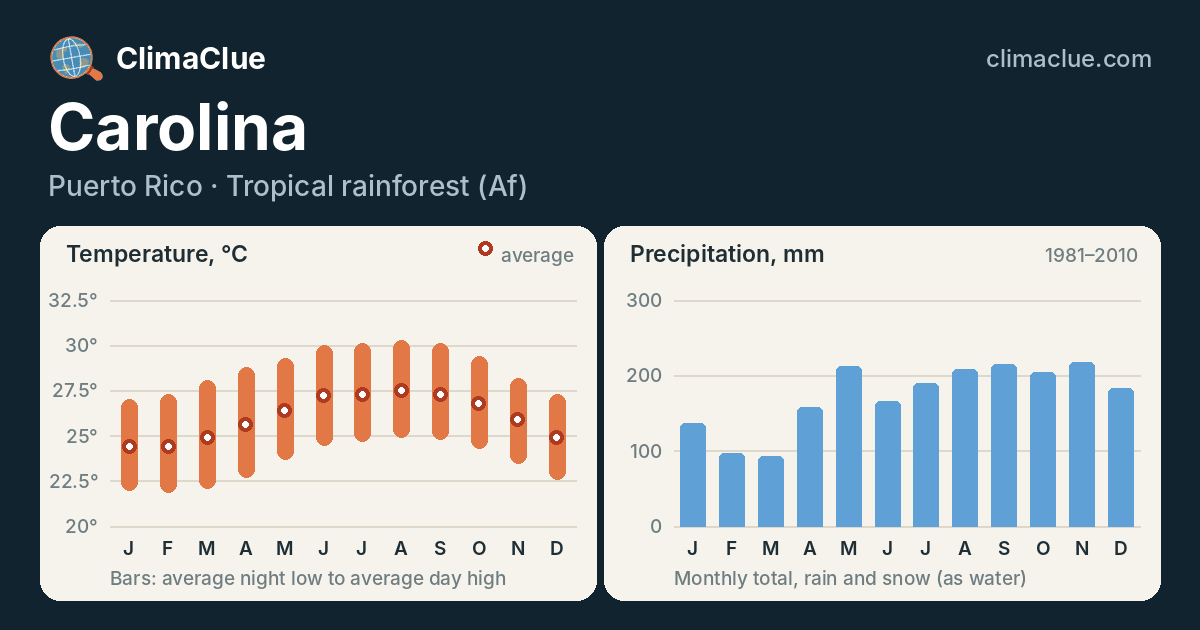 ClimaClue
climaclue.com
Carolina
Puerto Rico · Tropical rainforest (Af)
Temperature, °C
average
32.5°
30°
27.5°
25°
22.5°
20°
J F M A M J J A S O N D
Bars: average night low to average day high
Precipitation, mm
1981–2010
300
200
100
0
J F M A M J J A S O N D
Monthly total, rain and snow (as water)